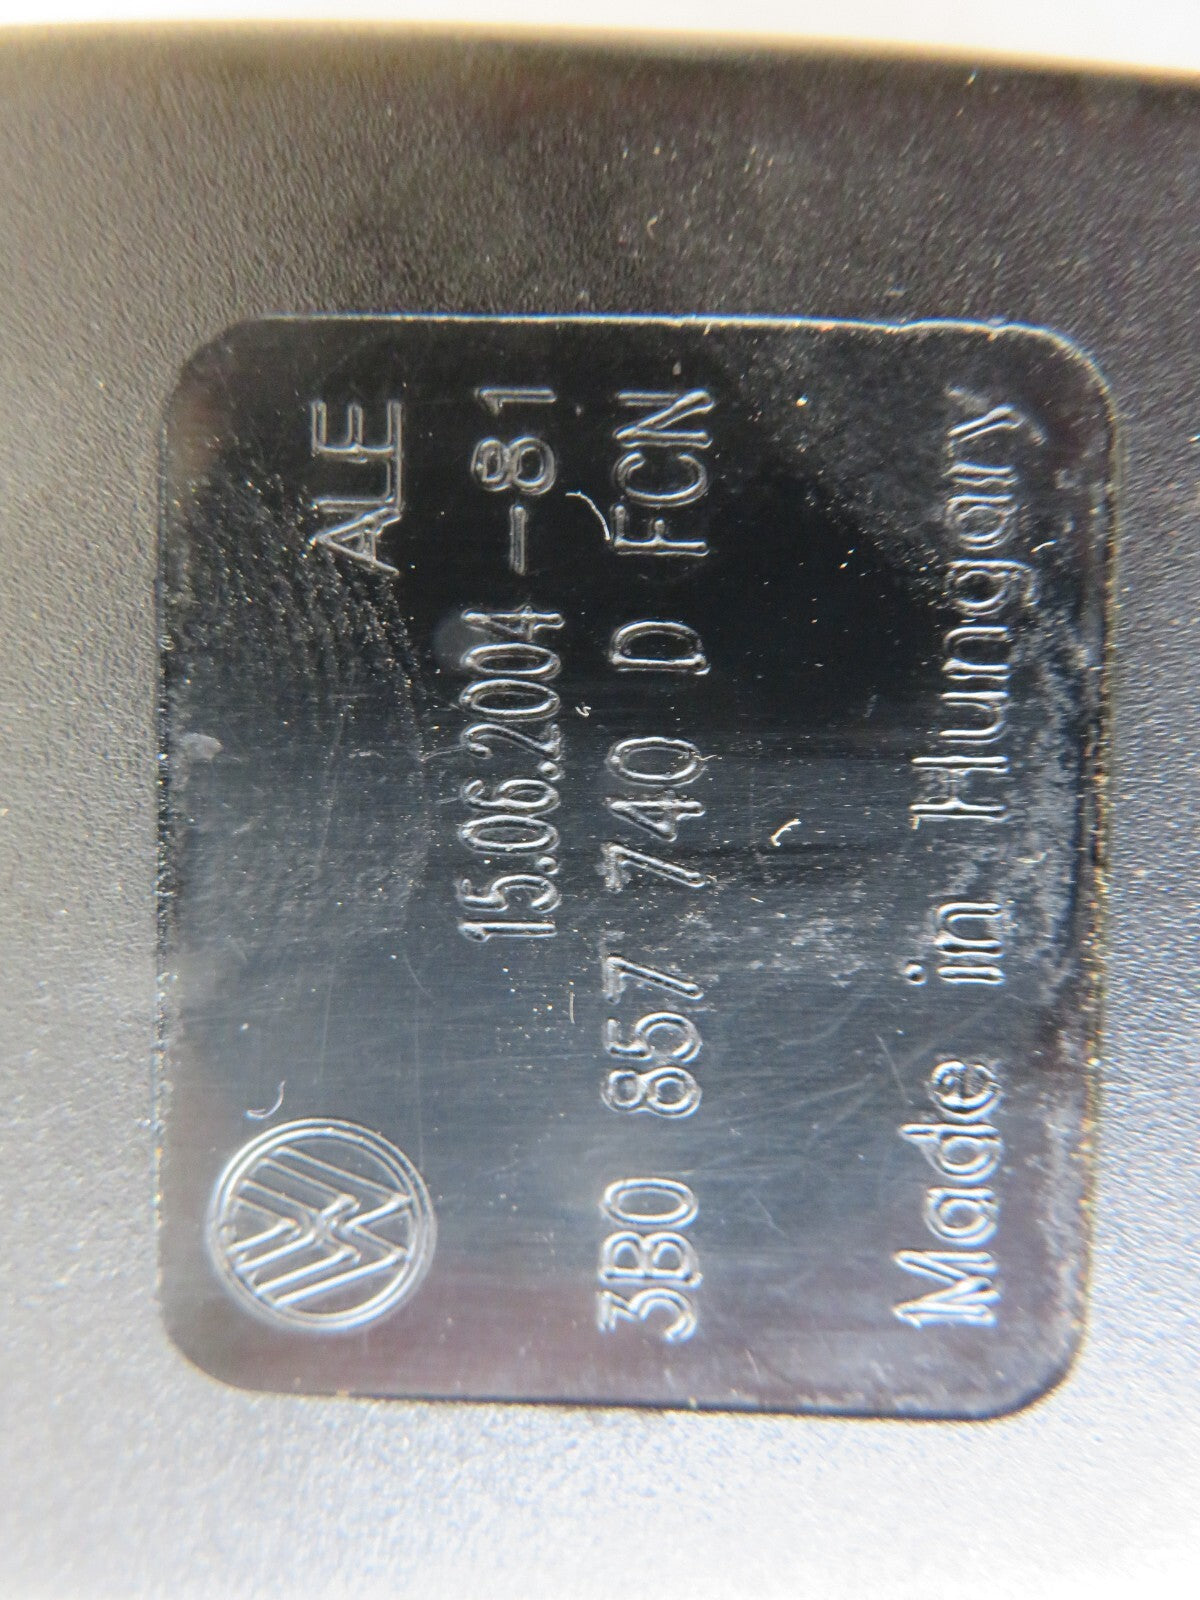 ALE
15.06.2004 -81
3B0 857 740 D FCN
Made in Hungary